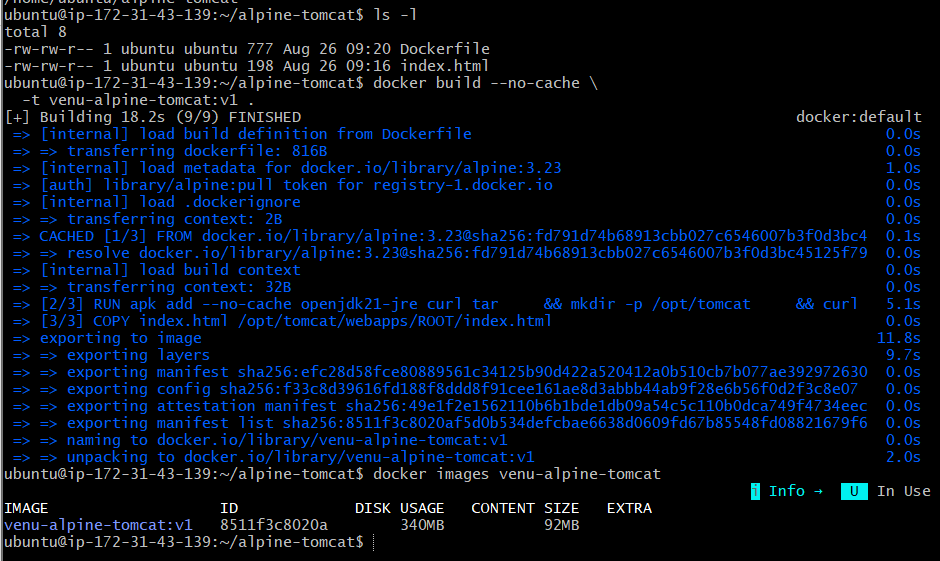 ubuntu@ip-172-31-43-139:~/alpine-tomcat$ ls -l
total 8
-rw-rw-r-- 1 ubuntu ubuntu 777 Aug 26 09:20 Dockerfile
-rw-rw-r-- 1 ubuntu ubuntu 198 Aug 26 09:16 index.html
ubuntu@ip-172-31-43-139:~/alpine-tomcat$ docker build --no-cache \
  -t venu-alpine-tomcat:v1 .
[+] Building 18.2s (9/9) FINISHED docker:default
 => [internal] load build definition from Dockerfile 0.0s
 => => transferring dockerfile: 816B 0.0s
 => [internal] load metadata for docker.io/library/alpine:3.23 1.0s
 => [auth] library/alpine:pull token for registry-1.docker.io 0.0s
 => [internal] load .dockerignore 0.0s
 => => transferring context: 2B 0.0s
 => CACHED [1/3] FROM docker.io/library/alpine:3.23@sha256:fd791d74b68913cbb027c6546007b3f0d3bc4 0.1s
 => => resolve docker.io/library/alpine:3.23@sha256:fd791d74b68913cbb027c6546007b3f0d3bc45125f79 0.0s
 => [internal] load build context 0.0s
 => => transferring context: 32B 0.0s
 => [2/3] RUN apk add --no-cache openjdk21-jre curl tar     && mkdir -p /opt/tomcat     && curl 5.1s
 => [3/3] COPY index.html /opt/tomcat/webapps/ROOT/index.html 0.0s
 => exporting to image 11.8s
 => => exporting layers 9.7s
 => => exporting manifest sha256:efc28d58fce80889561c34125b90d422a520412a0b510cb7b077ae392972630 0.0s
 => => exporting config sha256:f33c8d39616fd188f8ddd8f91cee161ae8d3abbb44ab9f28e6b56f0d2f3c8e07 0.0s
 => => exporting attestation manifest sha256:49e1f2e1562110b6b1bde1db09a54c5c110b0dca749f4734eec 0.0s
 => => exporting manifest list sha256:8511f3c8020af5d0b534defcbae6638d0609fd67b85548fd08821679f6 0.0s
 => => naming to docker.io/library/venu-alpine-tomcat:v1 0.0s
 => => unpacking to docker.io/library/venu-alpine-tomcat:v1 2.0s
ubuntu@ip-172-31-43-139:~/alpine-tomcat$ docker images venu-alpine-tomcat
i Info → U In Use
IMAGE ID DISK USAGE CONTENT SIZE EXTRA
venu-alpine-tomcat:v1 8511f3c8020a 340MB 92MB
ubuntu@ip-172-31-43-139:~/alpine-tomcat$